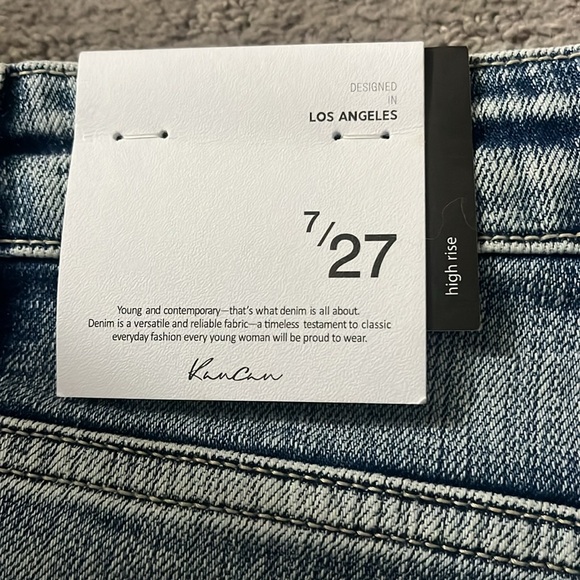 DESIGNED
IN
LOS ANGELES
7/27
high rise
Young and contemporary—that's what denim is all about.
Denim is a versatile and reliable fabric—a timeless testament to classic
everyday fashion every young woman will be proud to wear.
KanCan